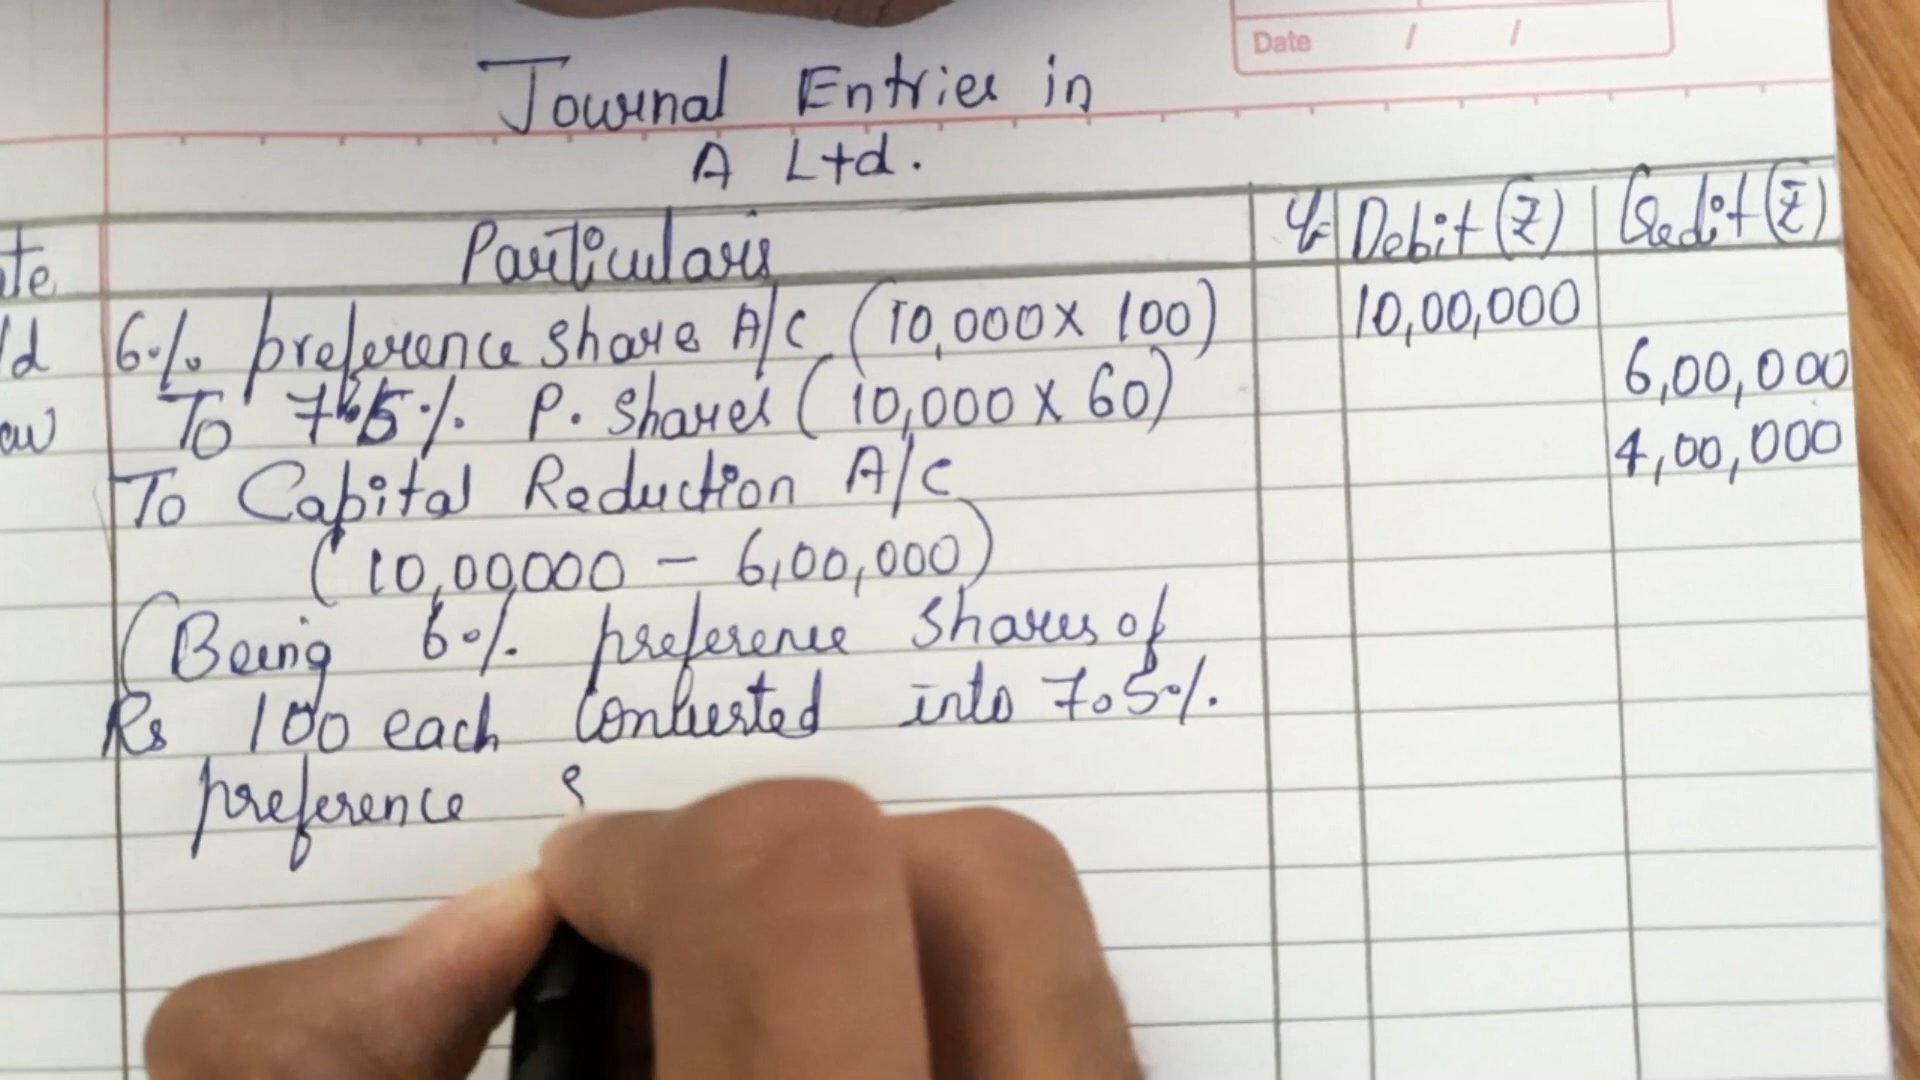 Date / /
Journal Entries in
A Ltd.
te Particulars Debit (₹) Credit (₹)
6% preference share A/C (10,000 x 100) 10,00,000
To 7.5% P. Shares (10,000 x 60) 6,00,000
To Capital Reduction A/C 4,00,000
(10,00,000 - 6,00,000)
(Being 6% preference shares of
Rs 100 each Converted into 7.5%
preference s